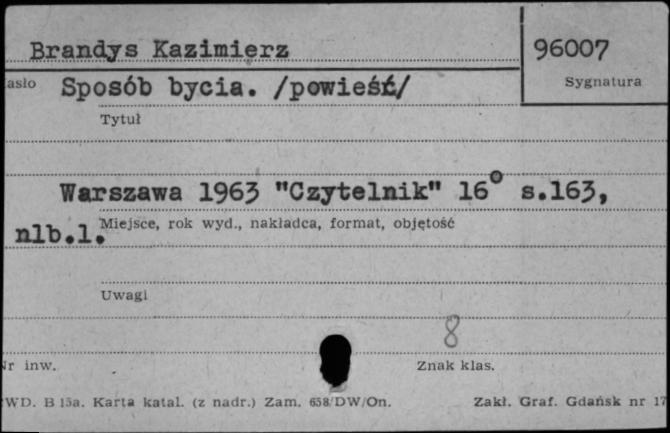 Brandys Kazimierz
96007
asło
Sposób bycia. /powieść/
Sygnatura
Tytuł
Warszawa 1963 "Czytelnik" 16° s.163,
nlb.1.
Miejsce, rok wyd., nakładca, format, objętość
Uwagi
8
Nr inw.
Znak klas.
WD. B 15a. Karta katal. (z nadr.) Zam. 658/DW/On.
Zakł. Graf. Gdańsk nr 17